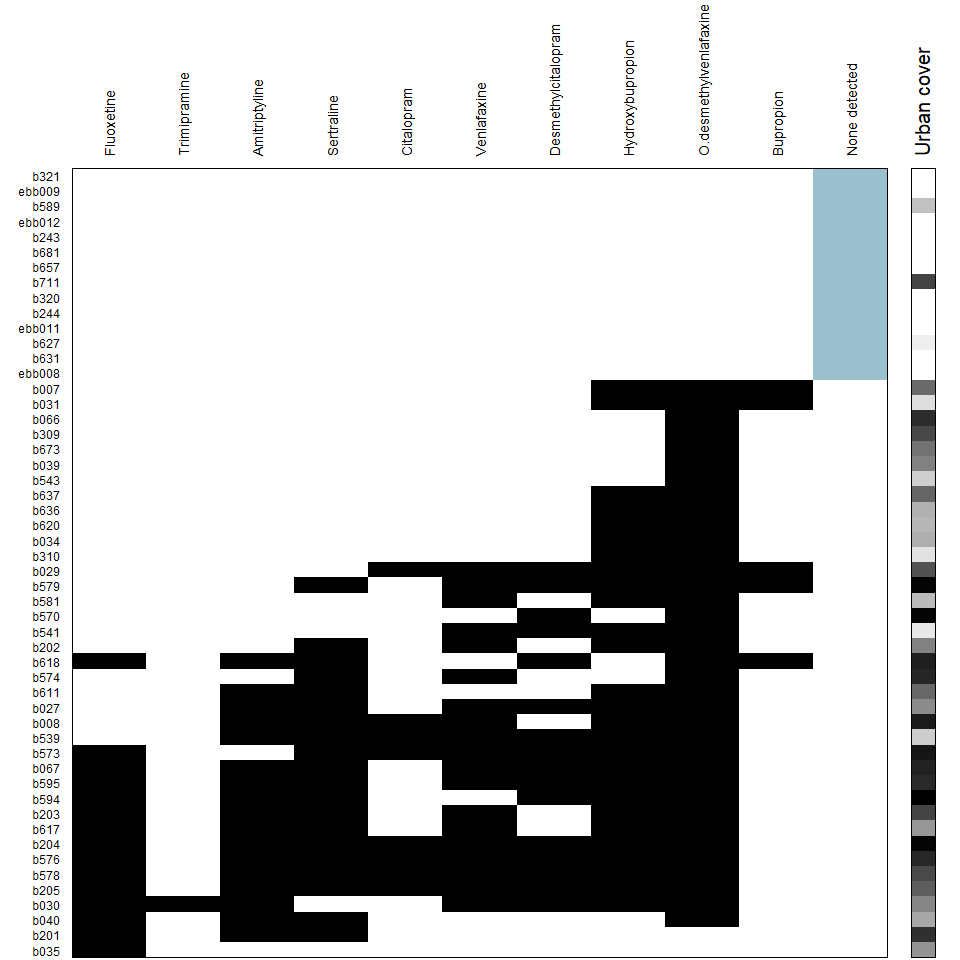 Fluoxetine
Trimipramine
Amitriptyline
Sertraline
Citalopram
Venlafaxine
Desmethylcitalopram
Hydroxybupropion
O.desmethylvenlafaxine
Bupropion
None detected
Urban cover
b321
ebb009
b589
ebb012
b243
b681
b657
b711
b320
b244
ebb011
b627
b631
ebb008
b007
b031
b066
b309
b673
b039
b543
b637
b636
b620
b034
b310
b029
b579
b581
b570
b541
b202
b618
b574
b611
b027
b008
b539
b573
b067
b595
b594
b203
b617
b204
b576
b578
b205
b030
b040
b201
b035